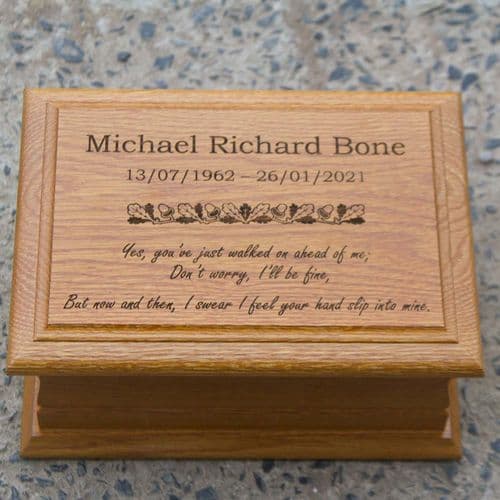 Michael Richard Bone
13/07/1962 – 26/01/2021
Yes, you've just walked on ahead of me;
Don't worry, I'll be fine,
But now and then, I swear I feel your hand slip into mine.